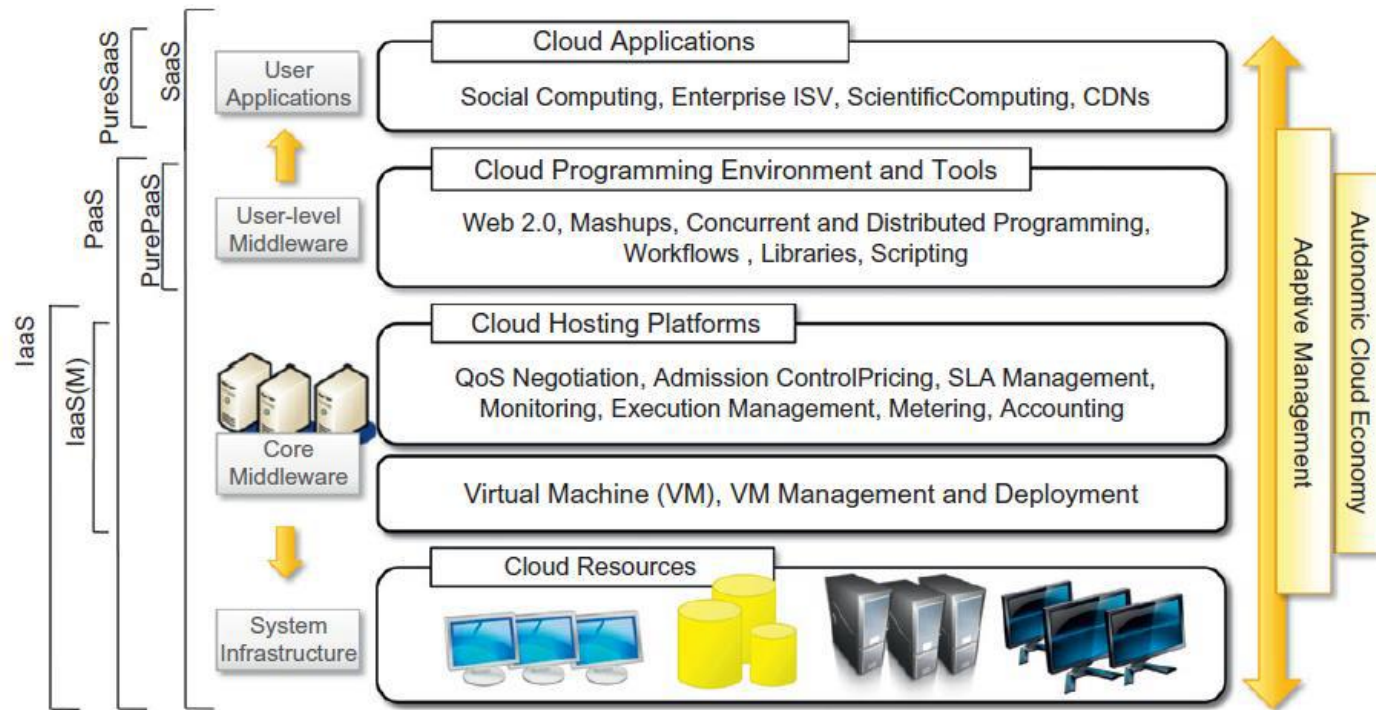 PureSaaS
SaaS
User
Applications
Cloud Applications
Social Computing, Enterprise ISV, ScientificComputing, CDNs
PaaS
PurePaaS
User-level
Middleware
Cloud Programming Environment and Tools
Web 2.0, Mashups, Concurrent and Distributed Programming,
Workflows , Libraries, Scripting
IaaS
IaaS(M)
Core
Middleware
Cloud Hosting Platforms
QoS Negotiation, Admission ControlPricing, SLA Management,
Monitoring, Execution Management, Metering, Accounting
Virtual Machine (VM), VM Management and Deployment
System
Infrastructure
Cloud Resources
Adaptive Management
Autonomic Cloud Economy